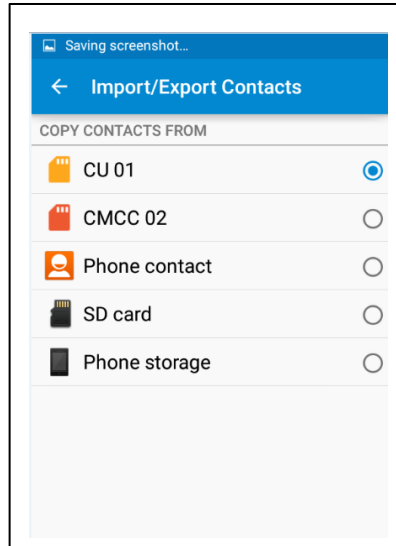 Saving screenshot...
Import/Export Contacts
COPY CONTACTS FROM
CU 01
CMCC 02
Phone contact
SD card
Phone storage